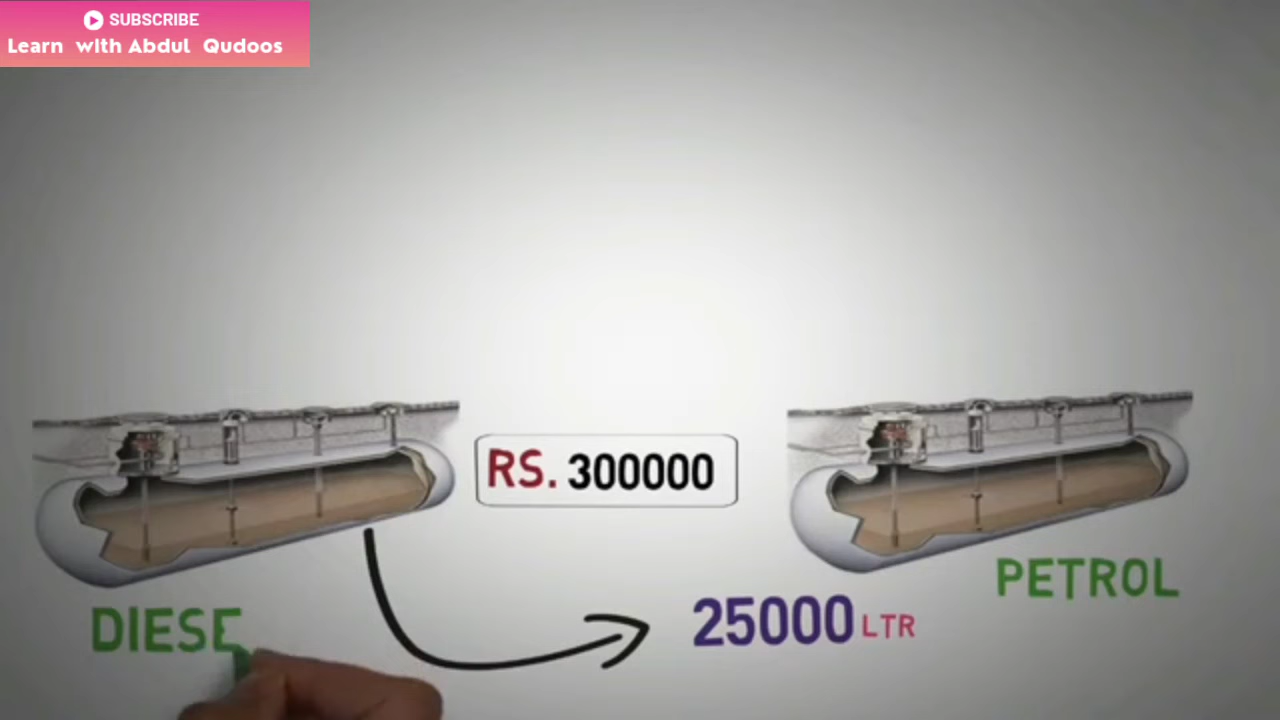 SUBSCRIBE
Learn with Abdul Qudoos
RS. 300000
PETROL
25000 LTR
DIESE